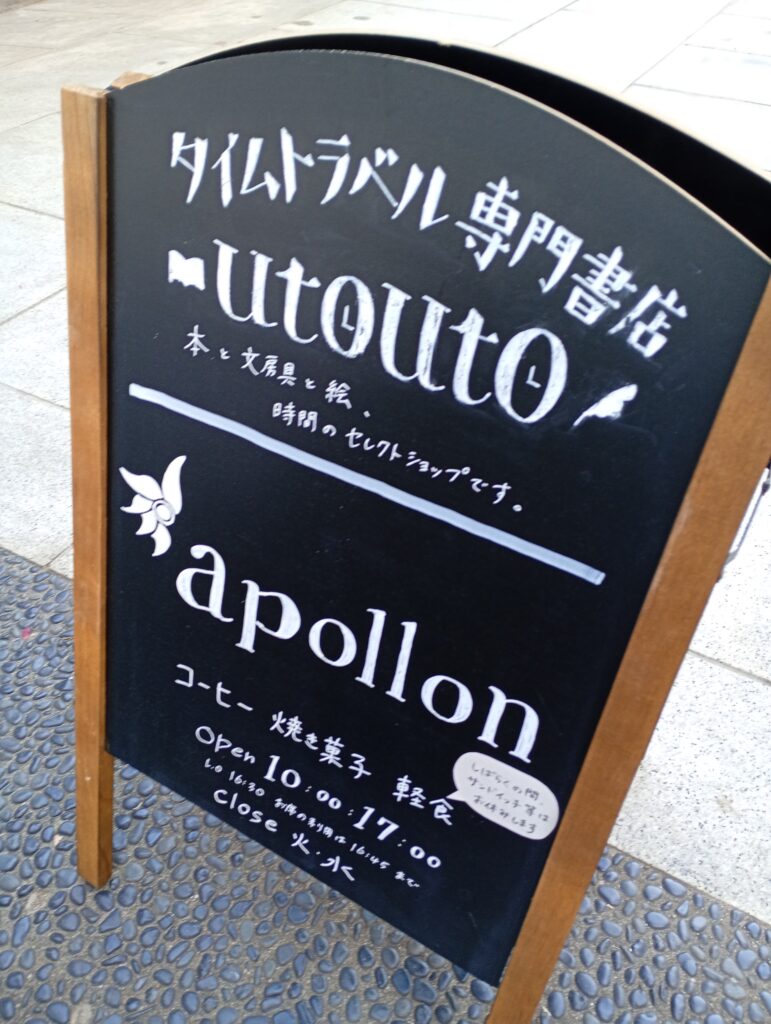 タイムトラベル専門書店
utouto
本と文房具と絵、
時間のセレクトショップです。
apollon
コーヒー 焼き菓子 軽食
しばらくの間
サンドイッチ等は
お休みします
Open 10:00:17:00
L.O 16:30 お席の利用は16:45まで
Close 火・水